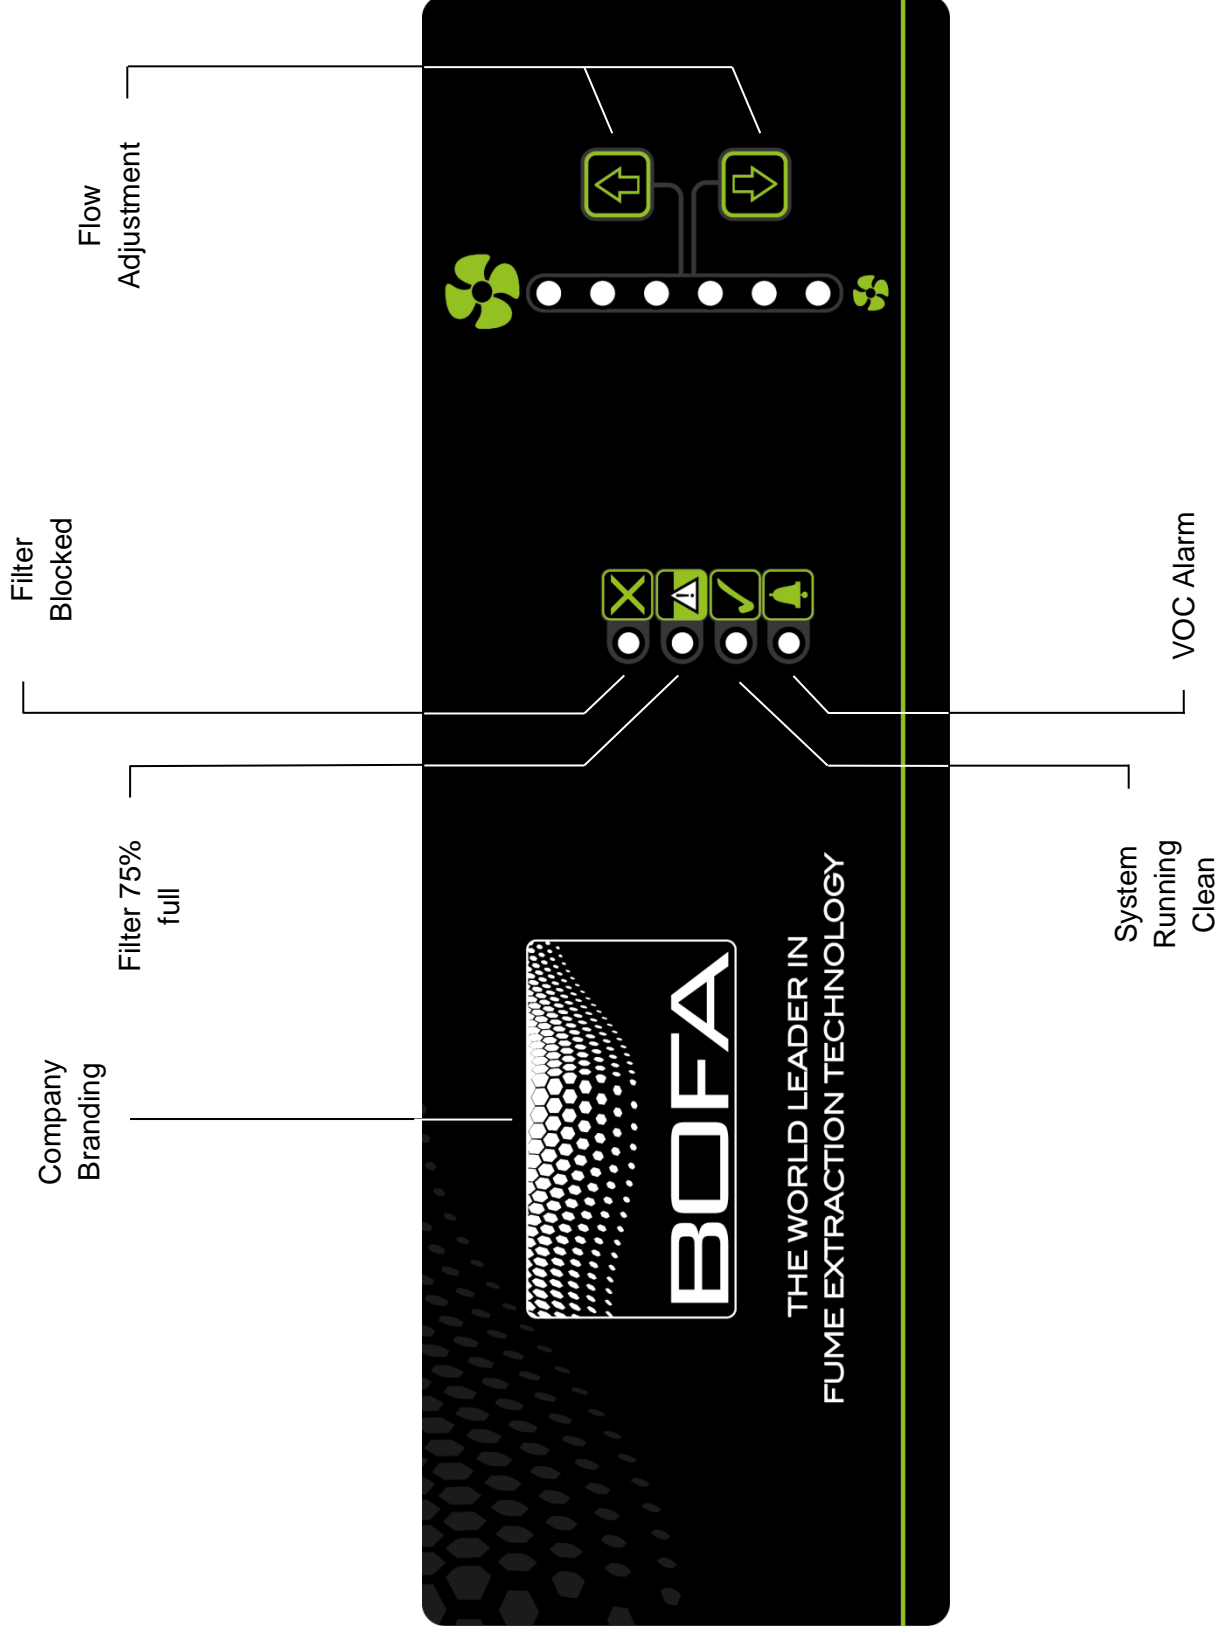 Company
Branding
Filter 75%
full
Filter
Blocked
Flow
Adjustment
BOFA
THE WORLD LEADER IN
FUME EXTRACTION TECHNOLOGY
System
Running
Clean
VOC Alarm